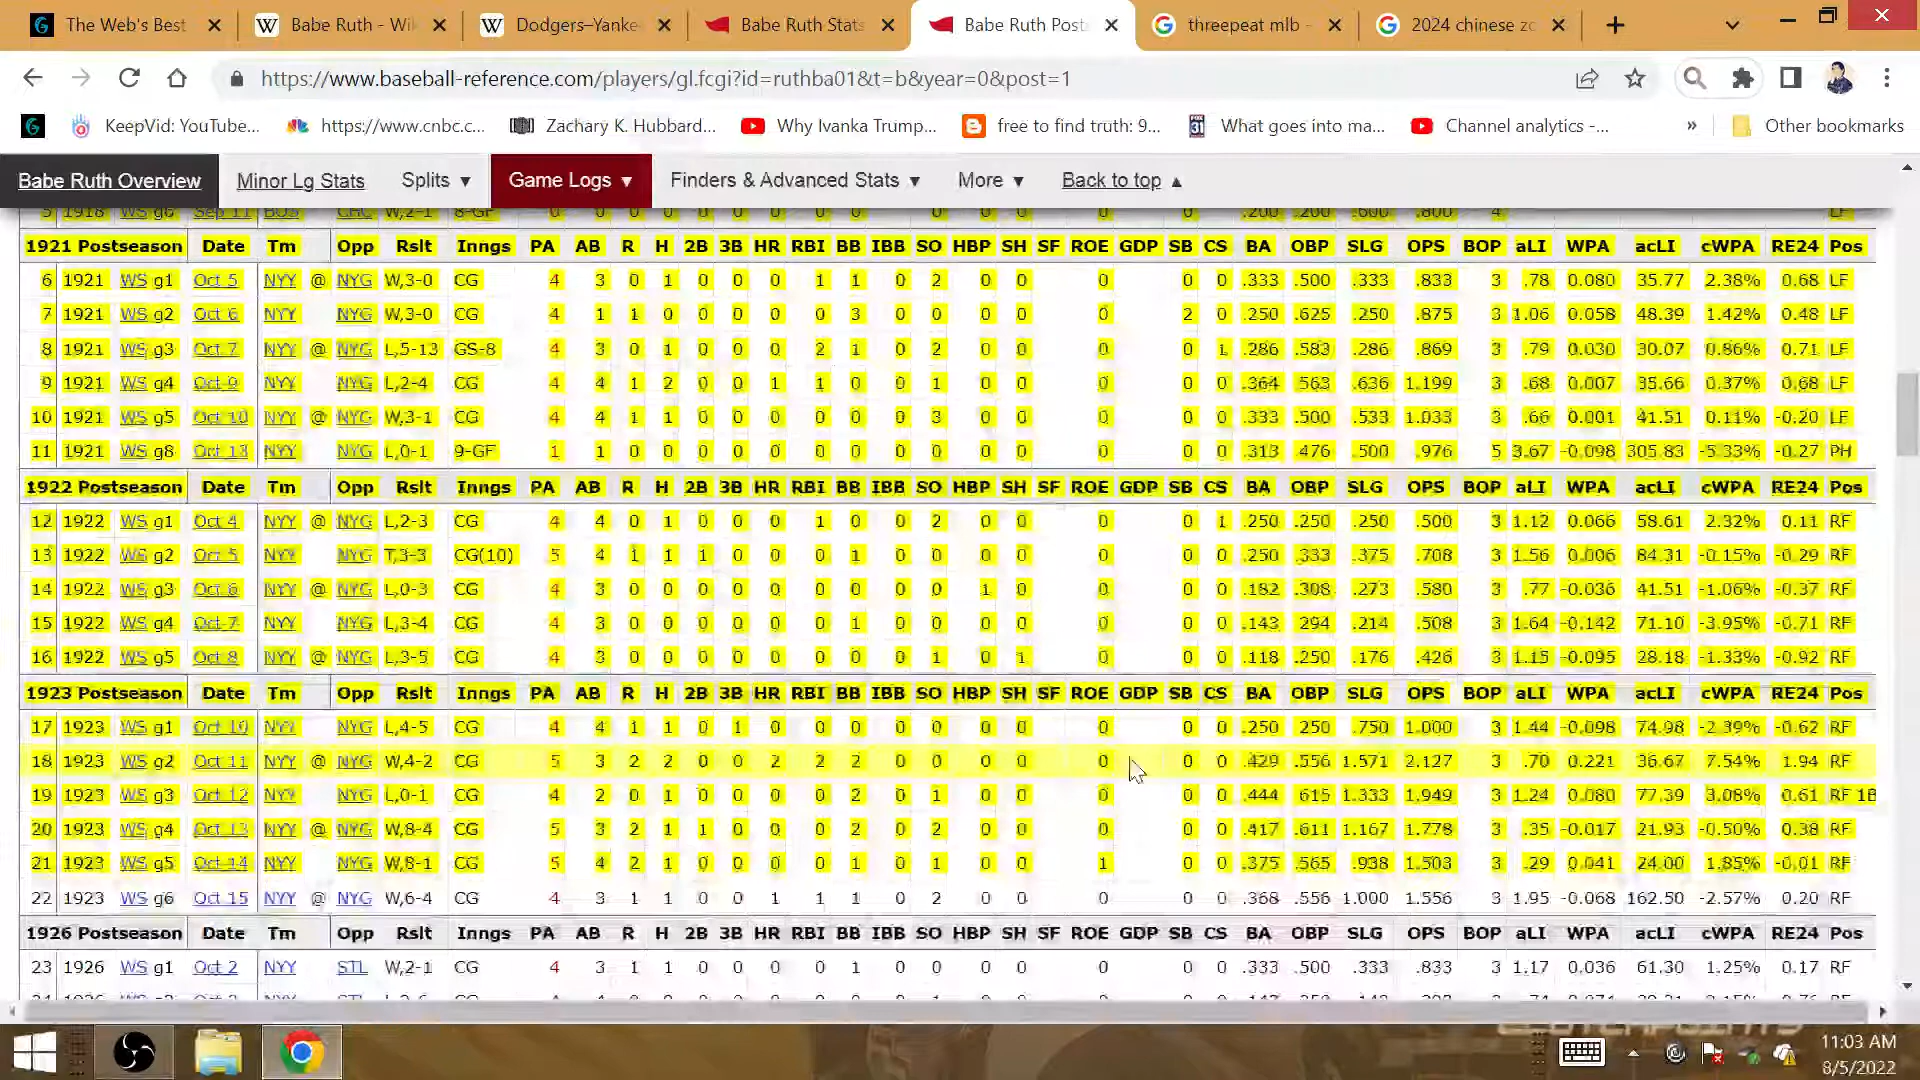 The Web's Best
Babe Ruth - Wik
Dodgers–Yanke
Babe Ruth Stats
Babe Ruth Post
threepeat mlb -
2024 chinese zo
https://www.baseball-reference.com/players/gl.fcgi?id=ruthba01&t=b&year=0&post=1
KeepVid: YouTube...
https://www.cnbc.c...
Zachary K. Hubbard...
Why Ivanka Trump...
free to find truth: 9...
What goes into ma...
Channel analytics -...
»
Other bookmarks
Babe Ruth Overview
Minor Lg Stats
Splits ▼
Game Logs ▼
Finders & Advanced Stats ▼
More ▼
Back to top ▲
5 1918 WS g6 Sep 11 BOS CHC W,2-1 8-GF 0 0 0 0 0 0 0 0 0 0 0 0 0 0 0 0 .200 .200 .600 .800 4 LF
1921 Postseason Date Tm Opp Rslt Inngs PA AB R H 2B 3B HR RBI BB IBB SO HBP SH SF ROE GDP SB CS BA OBP SLG OPS BOP aLI WPA acLI cWPA RE24 Pos
6 1921 WS g1 Oct 5 NYY @ NYG W,3-0 CG 4 3 0 1 0 0 0 1 1 0 2 0 0 0 0 0 .333 .500 .333 .833 3 .78 0.080 35.77 2.38% 0.68 LF
7 1921 WS g2 Oct 6 NYY NYG W,3-0 CG 4 1 1 0 0 0 0 0 3 0 0 0 0 0 2 0 .250 .625 .250 .875 3 1.06 0.058 48.39 1.42% 0.48 LF
8 1921 WS g3 Oct 7 NYY @ NYG L,5-13 GS-8 4 3 0 1 0 0 0 2 1 0 2 0 0 0 0 1 .286 .583 .286 .869 3 .79 0.030 30.07 0.86% 0.71 LF
9 1921 WS g4 Oct 9 NYY NYG L,2-4 CG 4 4 1 2 0 0 1 1 0 0 1 0 0 0 0 0 .364 .563 .636 1.199 3 .68 0.007 35.66 0.37% 0.68 LF
10 1921 WS g5 Oct 10 NYY @ NYG W,3-1 CG 4 4 1 1 0 0 0 0 0 0 3 0 0 0 0 0 .333 .500 .533 1.033 3 .66 0.001 41.51 0.11% -0.20 LF
11 1921 WS g8 Oct 13 NYY NYG L,0-1 9-GF 1 1 0 0 0 0 0 0 0 0 0 0 0 0 0 0 .313 .476 .500 .976 5 3.67 -0.098 305.83 -5.33% -0.27 PH
1922 Postseason Date Tm Opp Rslt Inngs PA AB R H 2B 3B HR RBI BB IBB SO HBP SH SF ROE GDP SB CS BA OBP SLG OPS BOP aLI WPA acLI cWPA RE24 Pos
12 1922 WS g1 Oct 4 NYY @ NYG L,2-3 CG 4 4 0 1 0 0 0 1 0 0 2 0 0 0 0 1 .250 .250 .250 .500 3 1.12 0.066 58.61 2.32% 0.11 RF
13 1922 WS g2 Oct 5 NYY NYG T,3-3 CG(10) 5 4 1 1 1 0 0 0 1 0 0 0 0 0 0 0 .250 .333 .375 .708 3 1.56 0.006 84.31 -0.15% -0.29 RF
14 1922 WS g3 Oct 6 NYY @ NYG L,0-3 CG 4 3 0 0 0 0 0 0 0 0 0 1 0 0 0 0 .182 .308 .273 .580 3 .77 -0.036 41.51 -1.06% -0.37 RF
15 1922 WS g4 Oct 7 NYY NYG L,3-4 CG 4 3 0 0 0 0 0 0 1 0 0 0 0 0 0 0 .143 .294 .214 .508 3 1.64 -0.142 71.10 -3.95% -0.71 RF
16 1922 WS g5 Oct 8 NYY @ NYG L,3-5 CG 4 3 0 0 0 0 0 0 0 0 1 0 1 0 0 0 .118 .250 .176 .426 3 1.15 -0.095 28.18 -1.33% -0.92 RF
1923 Postseason Date Tm Opp Rslt Inngs PA AB R H 2B 3B HR RBI BB IBB SO HBP SH SF ROE GDP SB CS BA OBP SLG OPS BOP aLI WPA acLI cWPA RE24 Pos
17 1923 WS g1 Oct 10 NYY NYG L,4-5 CG 4 4 1 1 0 1 0 0 0 0 0 0 0 0 0 0 .250 .250 .750 1.000 3 1.44 -0.098 74.98 -2.39% -0.62 RF
18 1923 WS g2 Oct 11 NYY @ NYG W,4-2 CG 5 3 2 2 0 0 2 2 2 0 0 0 0 0 0 0 .429 .556 1.571 2.127 3 .70 0.221 36.67 7.54% 1.94 RF
19 1923 WS g3 Oct 12 NYY NYG L,0-1 CG 4 2 0 1 0 0 0 0 2 0 1 0 0 0 0 0 .444 .615 1.333 1.949 3 1.24 0.080 77.39 3.08% 0.61 RF 1B
20 1923 WS g4 Oct 13 NYY @ NYG W,8-4 CG 5 3 2 1 1 0 0 0 2 0 2 0 0 0 0 0 .417 .611 1.167 1.778 3 .35 -0.017 21.93 -0.50% 0.38 RF
21 1923 WS g5 Oct 14 NYY NYG W,8-1 CG 5 4 2 1 0 0 0 0 1 0 1 0 0 1 0 0 .375 .565 .938 1.503 3 .29 0.041 24.00 1.85% -0.01 RF
22 1923 WS g6 Oct 15 NYY @ NYG W,6-4 CG 4 3 1 1 0 0 1 1 1 0 2 0 0 0 0 0 .368 .556 1.000 1.556 3 1.95 -0.068 162.50 -2.57% 0.20 RF
1926 Postseason Date Tm Opp Rslt Inngs PA AB R H 2B 3B HR RBI BB IBB SO HBP SH SF ROE GDP SB CS BA OBP SLG OPS BOP aLI WPA acLI cWPA RE24 Pos
23 1926 WS g1 Oct 2 NYY STL W,2-1 CG 4 3 1 1 0 0 0 0 1 0 0 0 0 0 0 0 .333 .500 .333 .833 3 1.17 0.036 61.30 1.25% 0.17 RF
11:03 AM
8/5/2022